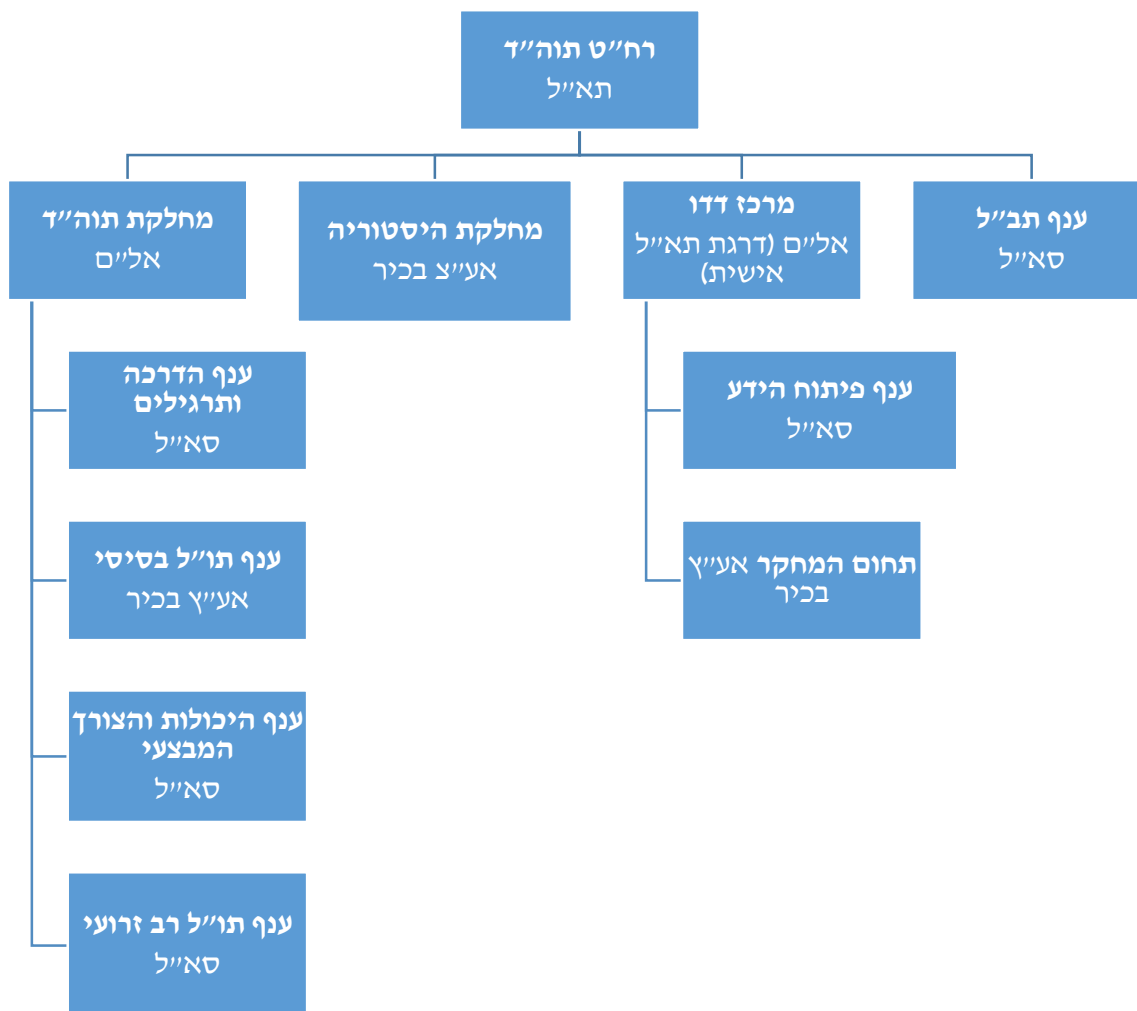 רח״ט תוה״ד
תא״ל
ענף תב״ל
סא״ל
מרכז דדו
אל״ם (דרגת תא״ל
אישית)
ענף פיתוח הידע
סא״ל
תחום המחקר אע״ץ
בכיר
מחלקת היסטוריה
אע״צ בכיר
מחלקת תוה״ד
אל״ם
ענף הדרכה
ותרגילים
סא״ל
ענף תו״ל בסיסי
אע״ץ בכיר
ענף היכולות והצורך
המבצעי
סא״ל
ענף תו״ל רב זרועי
סא״ל